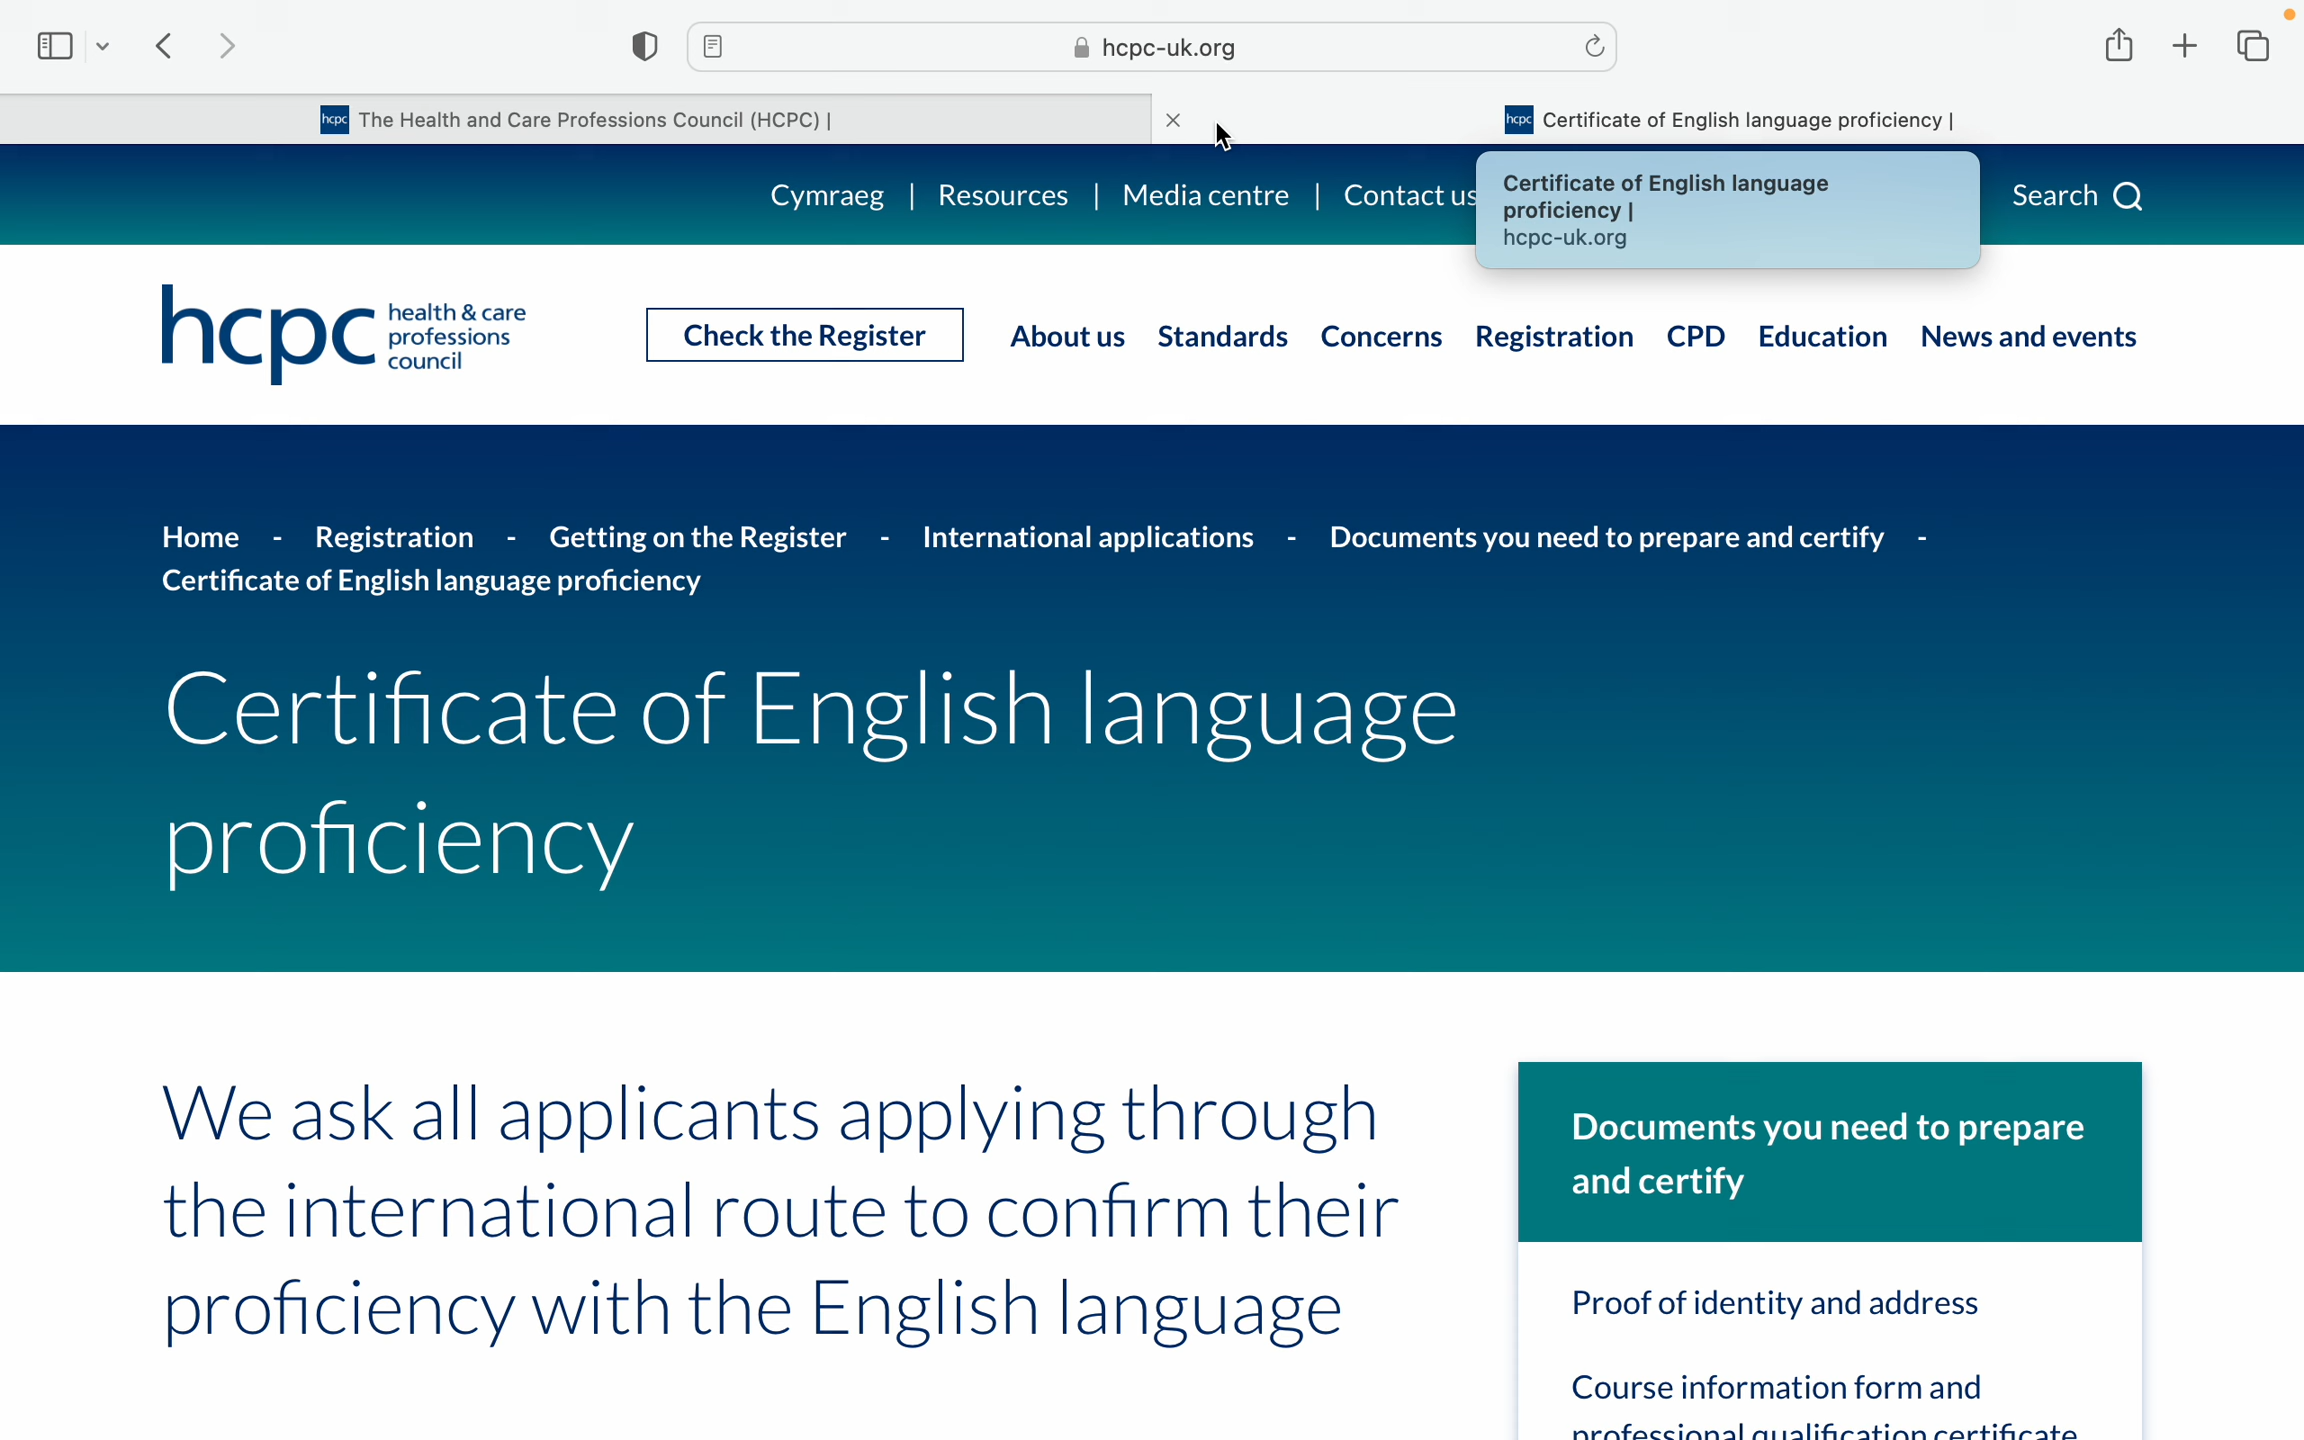 hcpc-uk.org
hcpc The Health and Care Professions Council (HCPC) |
hcpc Certificate of English language proficiency |
Cymraeg | Resources | Media centre | Contact us
Certificate of English language
proficiency |
hcpc-uk.org
Search
hcpc health & care
professions
council
Check the Register About us Standards Concerns Registration CPD Education News and events
Home - Registration - Getting on the Register - International applications - Documents you need to prepare and certify -
Certificate of English language proficiency
Certificate of English language
proficiency
We ask all applicants applying through
the international route to confirm their
proficiency with the English language
Documents you need to prepare
and certify
Proof of identity and address
Course information form and
professional qualification certificate